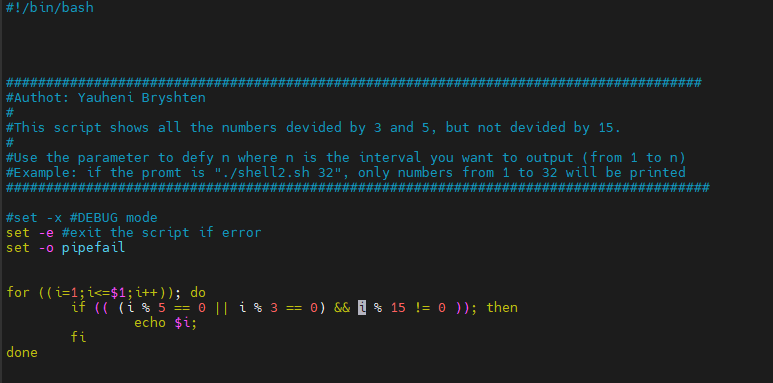 #!/bin/bash
#######################################################################################
#Authot: Yauheni Bryshten
#
#This script shows all the numbers devided by 3 and 5, but not devided by 15.
#
#Use the parameter to defy n where n is the interval you want to output (from 1 to n)
#Example: if the promt is "./shell2.sh 32", only numbers from 1 to 32 will be printed
########################################################################################
#set -x #DEBUG mode
set -e #exit the script if error
set -o pipefail
for ((i=1;i<=$1;i++)); do
        if (( (i % 5 == 0 || i % 3 == 0) && i % 15 != 0 )); then
                echo $i;
        fi
done